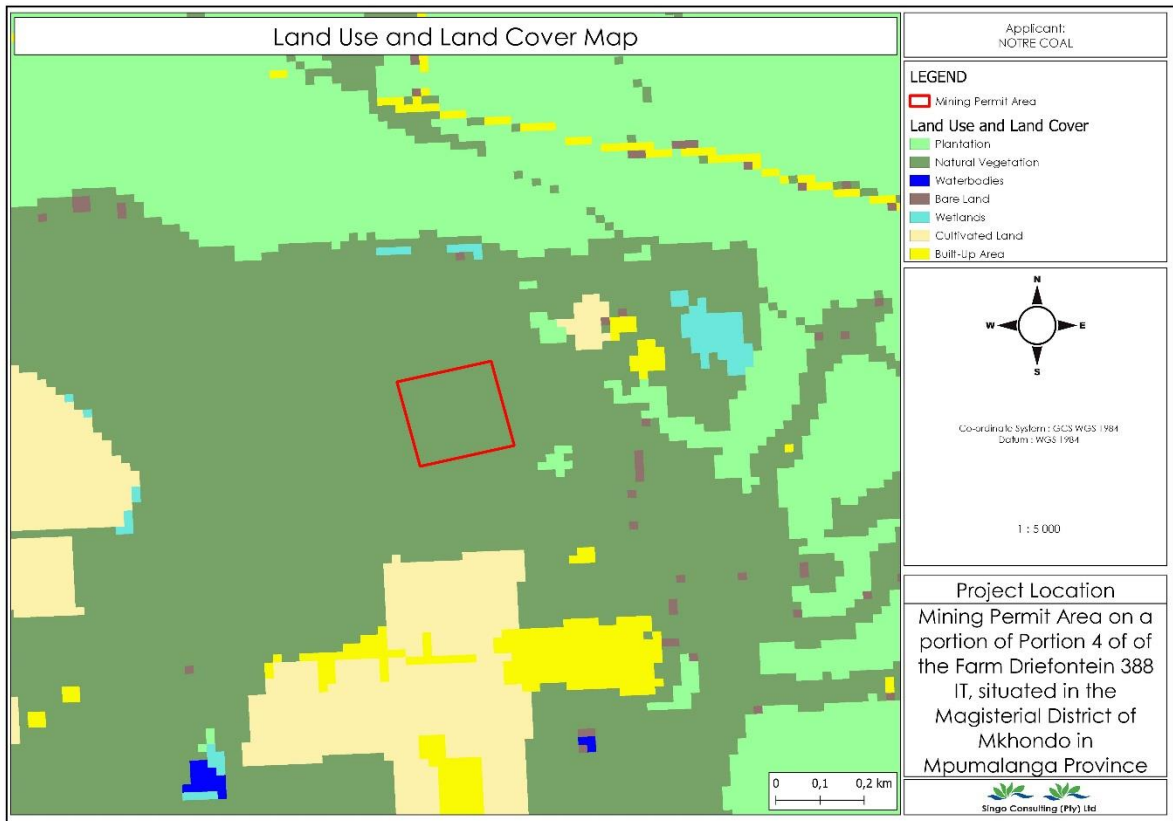 Land Use and Land Cover Map
Applicant:
NOTRE COAL
LEGEND
Mining Permit Area
Land Use and Land Cover
Plantation
Natural Vegetation
Waterbodies
Bare Land
Wetlands
Cultivated Land
Built-Up Area
N
W E
S
Co-ordinate System : GCS WGS 1984
Datum : WGS 1984
1 : 5 000
Project Location
Mining Permit Area on a
portion of Portion 4 of of
the Farm Driefontein 388
IT, situated in the
Magisterial District of
Mkhondo in
Mpumalanga Province
0 0,1 0,2 km
Singo Consulting (Pty) Ltd